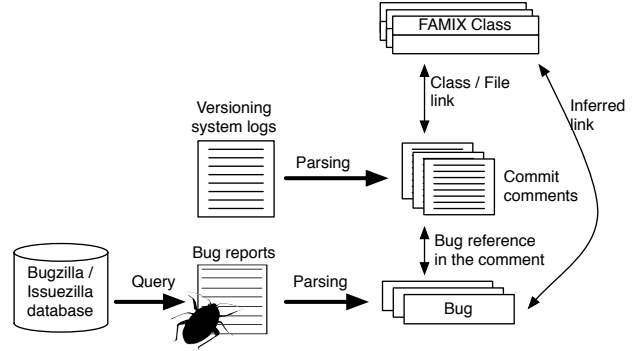 FAMIX Class
Class / File
link
Inferred
link
Versioning
system logs
Parsing
Commit
comments
Bug reference
in the comment
Bug reports
Bugzilla /
Issuezilla
database
Query
Parsing
Bug